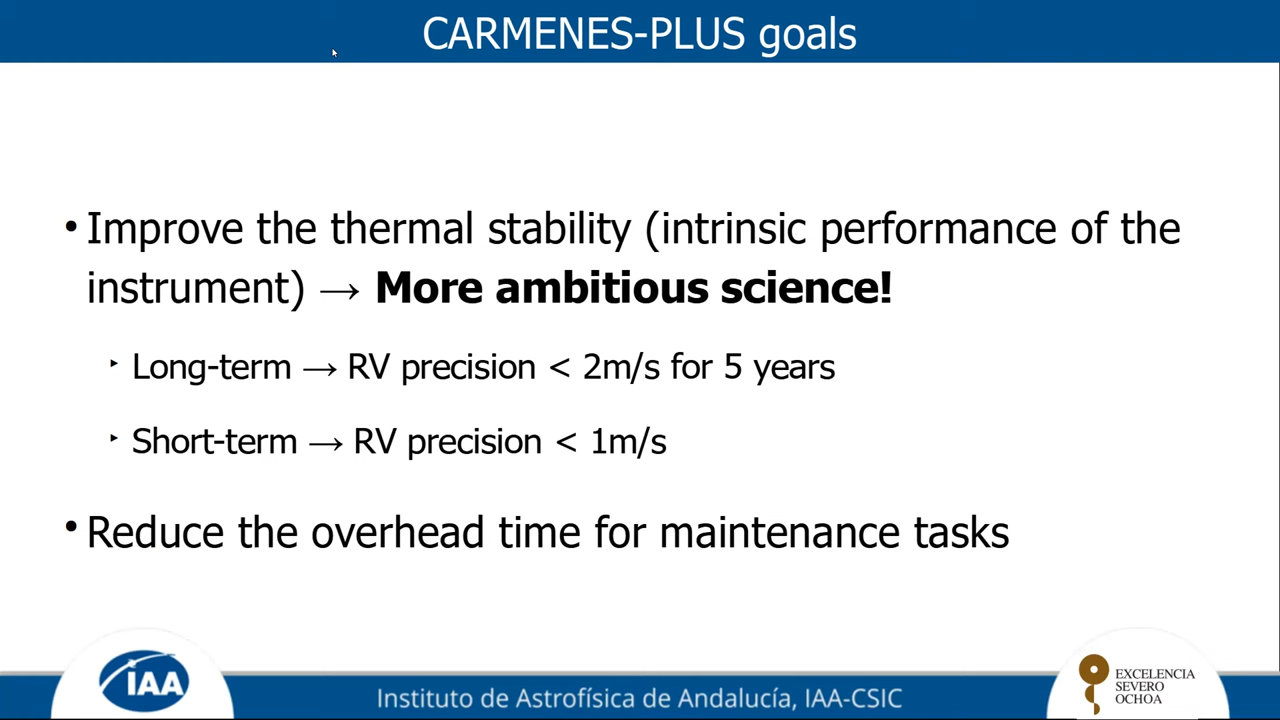 CARMENES-PLUS goals
• Improve the thermal stability (intrinsic performance of the
instrument) → More ambitious science!
‣ Long-term → RV precision < 2m/s for 5 years
‣ Short-term → RV precision < 1m/s
• Reduce the overhead time for maintenance tasks
IAA
Instituto de Astrofísica de Andalucía, IAA-CSIC
EXCELENCIA
SEVERO
OCHOA